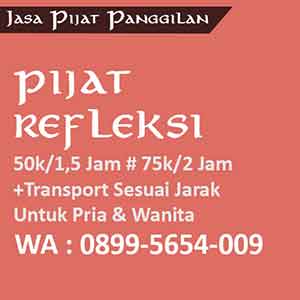 Jasa Pijat Panggilan
Pijat
Refleksi
50k/1,5 Jam # 75k/2 Jam
+Transport Sesuai Jarak
Untuk Pria & Wanita
WA : 0899-5654-009